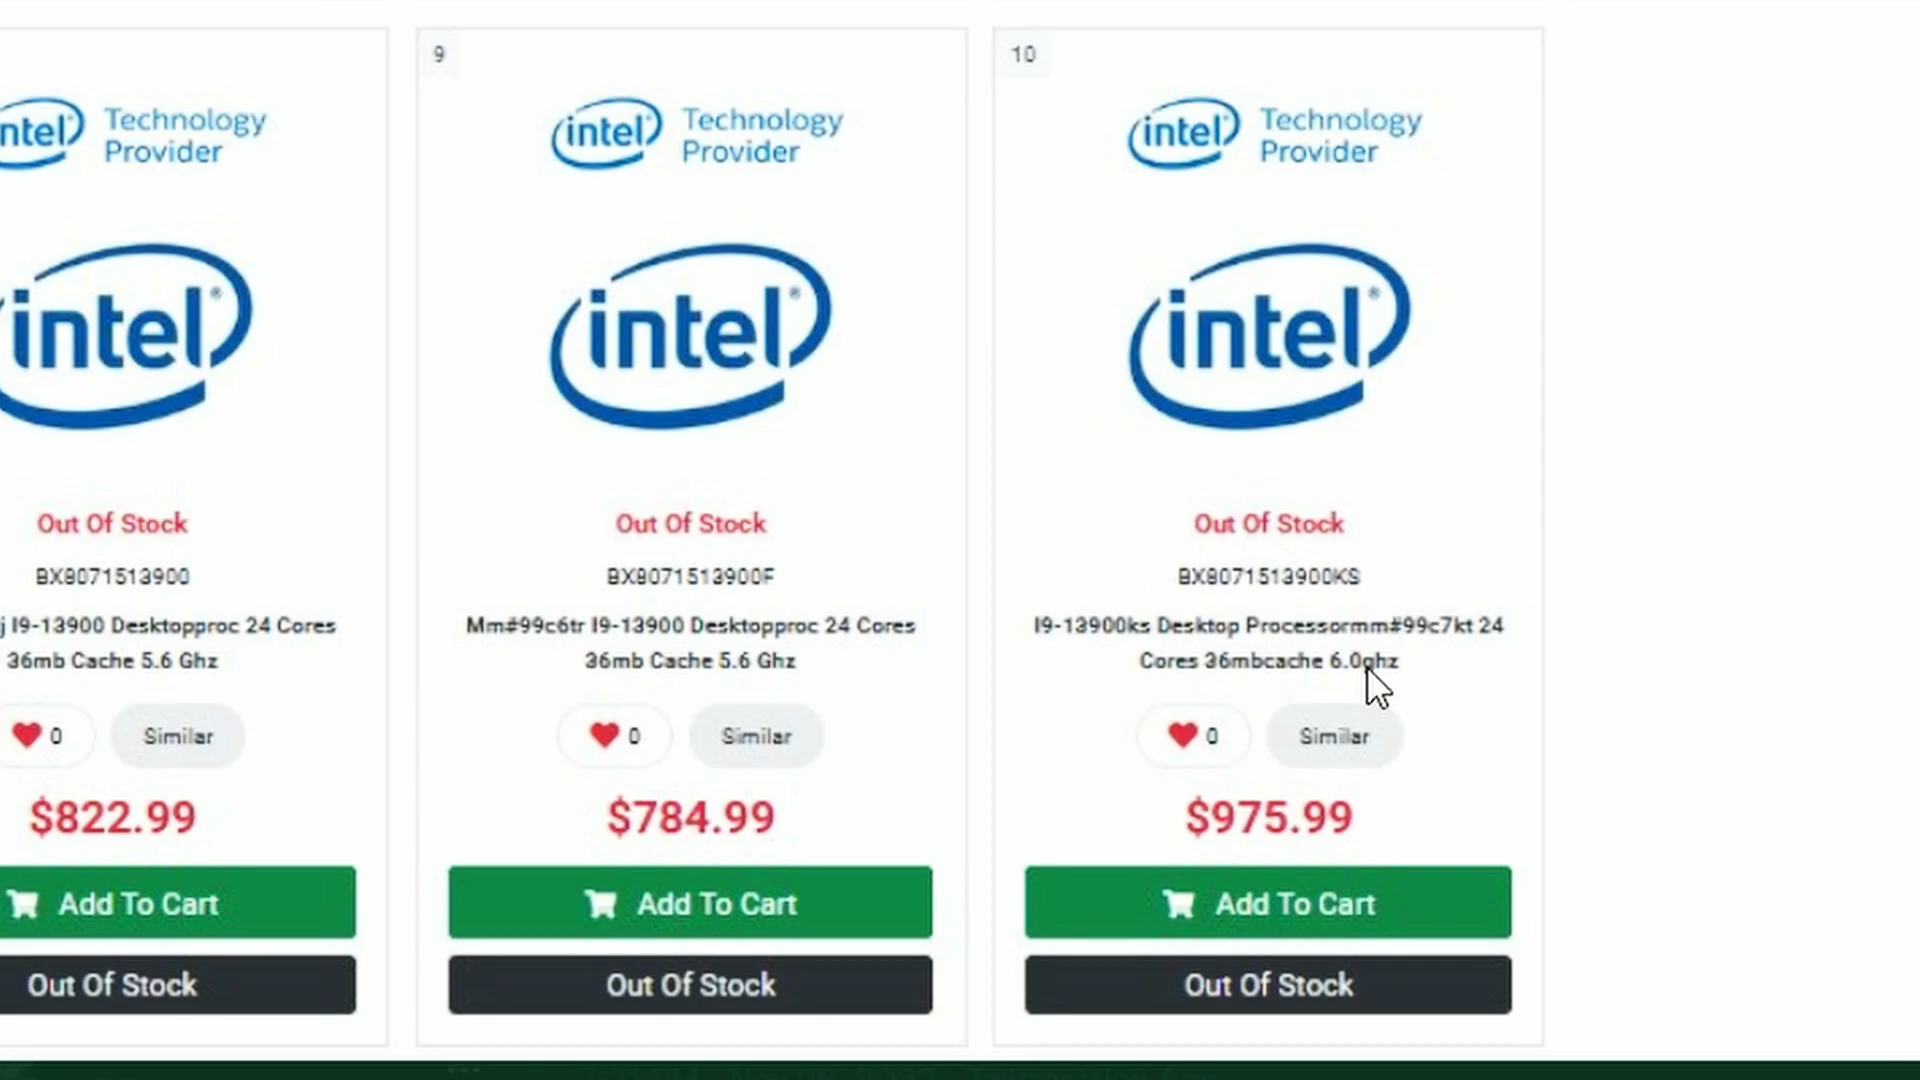 9
10
ntel Technology
Provider
intel Technology
Provider
intel Technology
Provider
intel®
intel®
intel®
Out Of Stock
BX8071513900
j I9-13900 Desktopproc 24 Cores
36mb Cache 5.6 Ghz
0
Similar
$822.99
Add To Cart
Out Of Stock
Out Of Stock
BX8071513900F
Mm#99c6tr I9-13900 Desktopproc 24 Cores
36mb Cache 5.6 Ghz
0
Similar
$784.99
Add To Cart
Out Of Stock
Out Of Stock
BX8071513900KS
I9-13900ks Desktop Processormm#99c7kt 24
Cores 36mbcache 6.0ghz
0
Similar
$975.99
Add To Cart
Out Of Stock